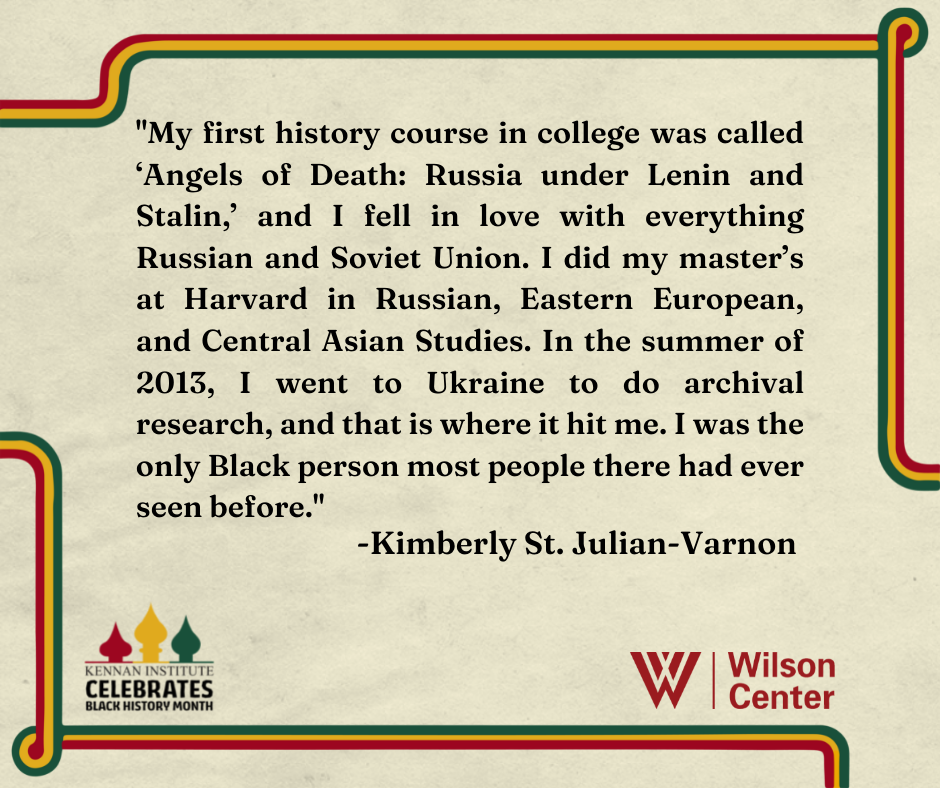 "My first history course in college was called
‘Angels of Death: Russia under Lenin and
Stalin,’ and I fell in love with everything
Russian and Soviet Union. I did my master’s
at Harvard in Russian, Eastern European,
and Central Asian Studies. In the summer of
2013, I went to Ukraine to do archival
research, and that is where it hit me. I was the
only Black person most people there had ever
seen before."
-Kimberly St. Julian-Varnon
KENNAN INSTITUTE
CELEBRATES
BLACK HISTORY MONTH
Wilson
Center